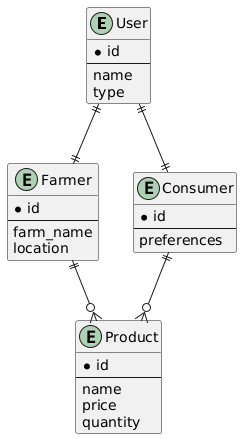 E User
* id
name
type
E Farmer
* id
farm_name
location
E Consumer
* id
preferences
E Product
* id
name
price
quantity